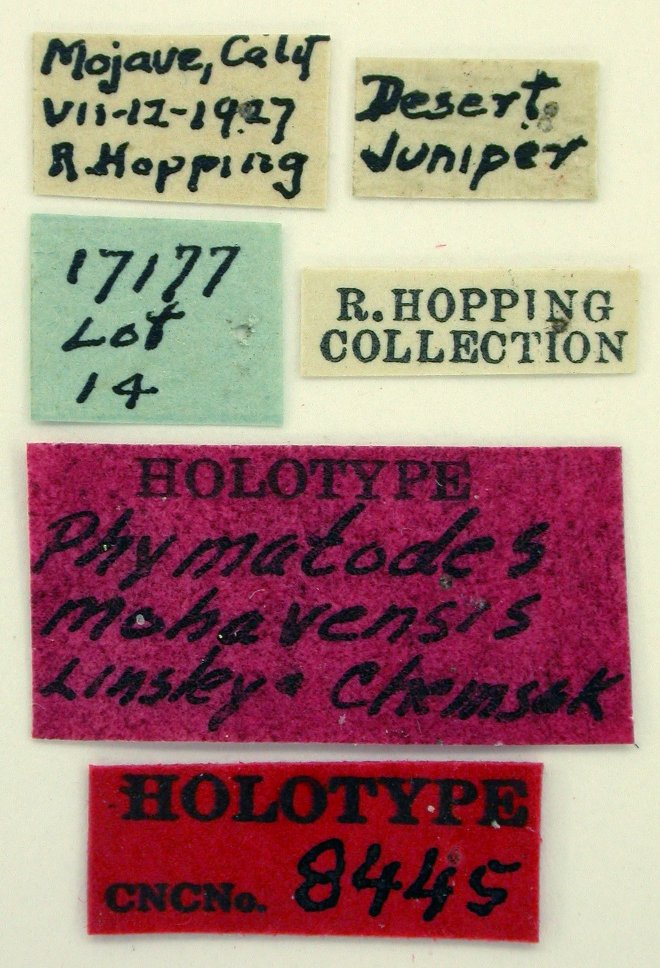 Mojave, Calif
VII-12-1927
R. Hopping
Desert
Juniper
17177
Lot
14
R. HOPPING
COLLECTION
HOLOTYPE
Phymatodes
mohavensis
Linsley & Chemsak
HOLOTYPE
CNCNo. 8445